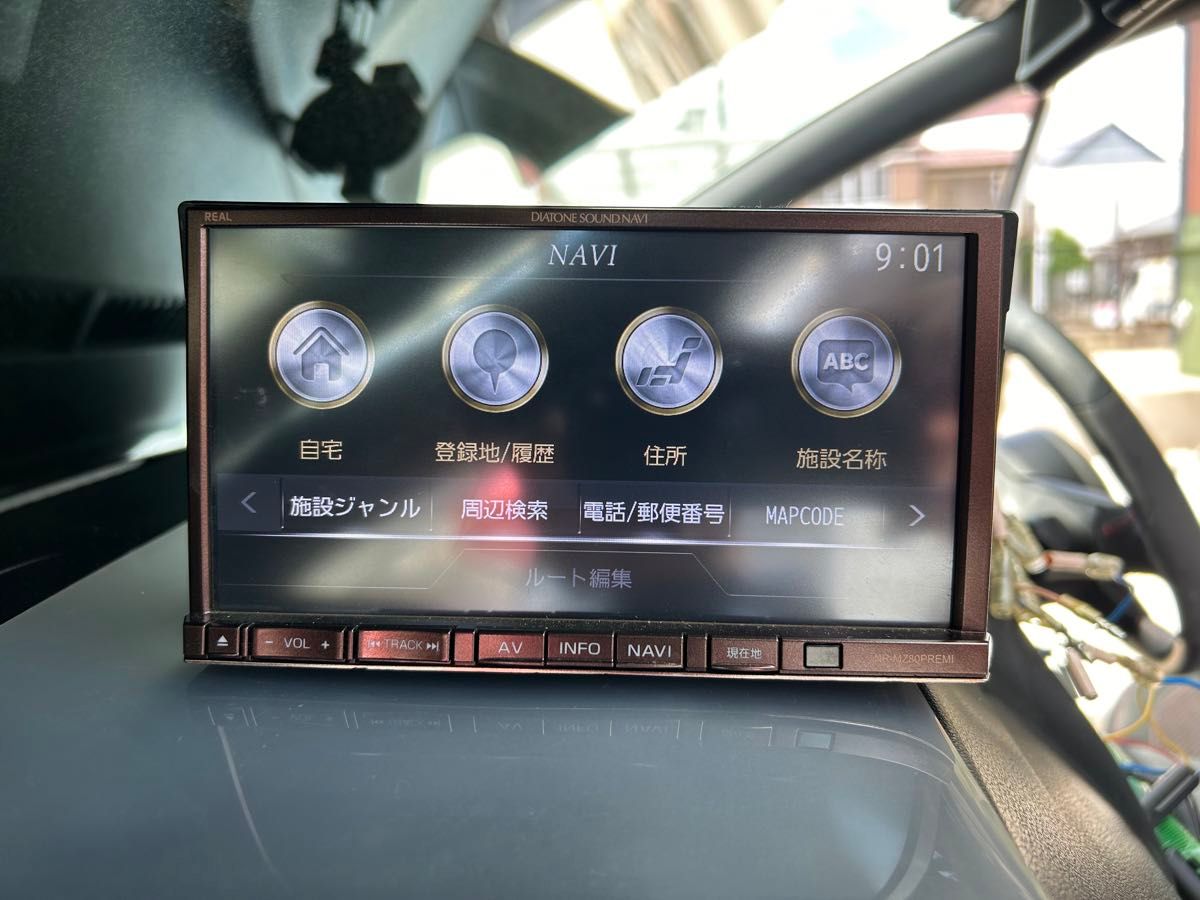 REAL
DIATONE SOUND NAVI
NAVI
9:01
ABC
自宅
登録地/履歴
住所
施設名称
施設ジャンル
周辺検索
電話/郵便番号
MAPCODE
ルート編集
- VOL +
TRACK
AV
INFO
NAVI
現在地
NR-MZ80PREMI